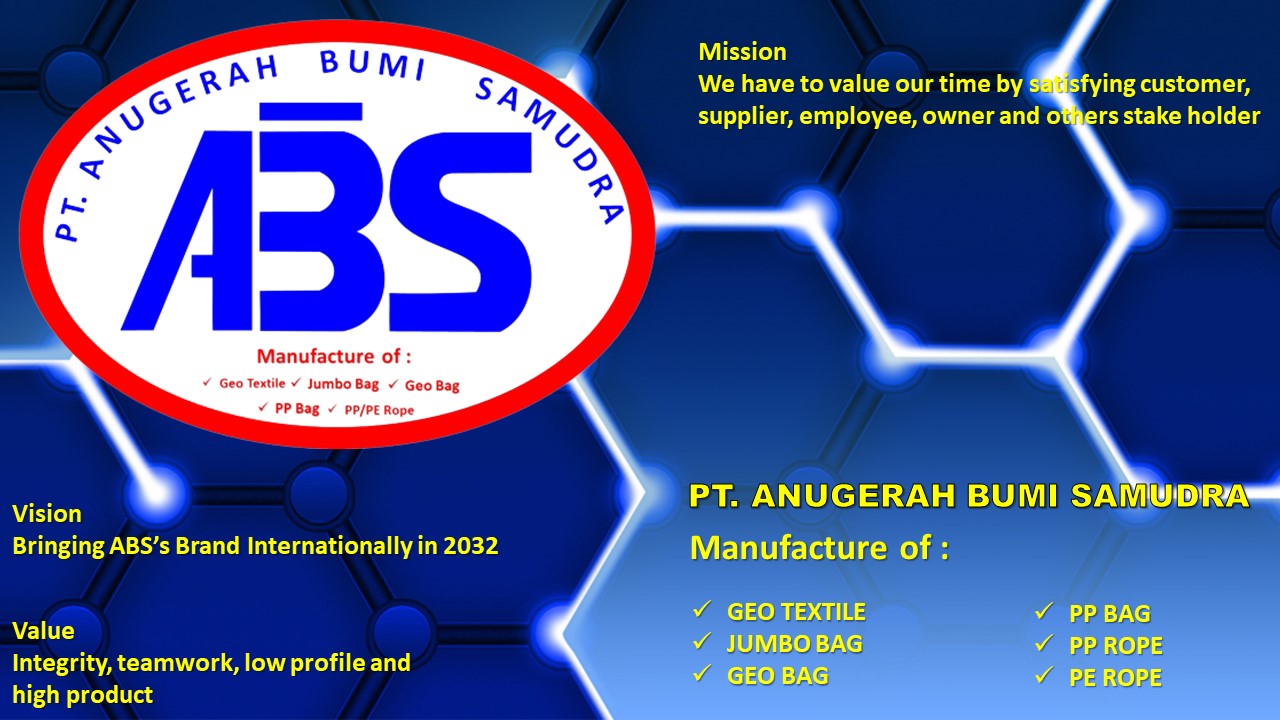 PT. ANUGERAH BUMI SAMUDRA
ABS
Manufacture of :
✓ Geo Textile ✓ Jumbo Bag ✓ Geo Bag
✓ PP Bag ✓ PP/PE Rope
Mission
We have to value our time by satisfying customer,
supplier, employee, owner and others stake holder
Vision
Bringing ABS’s Brand Internationally in 2032
Value
Integrity, teamwork, low profile and
high product
PT. ANUGERAH BUMI SAMUDRA
Manufacture of :
✓ GEO TEXTILE
✓ JUMBO BAG
✓ GEO BAG
✓ PP BAG
✓ PP ROPE
✓ PE ROPE